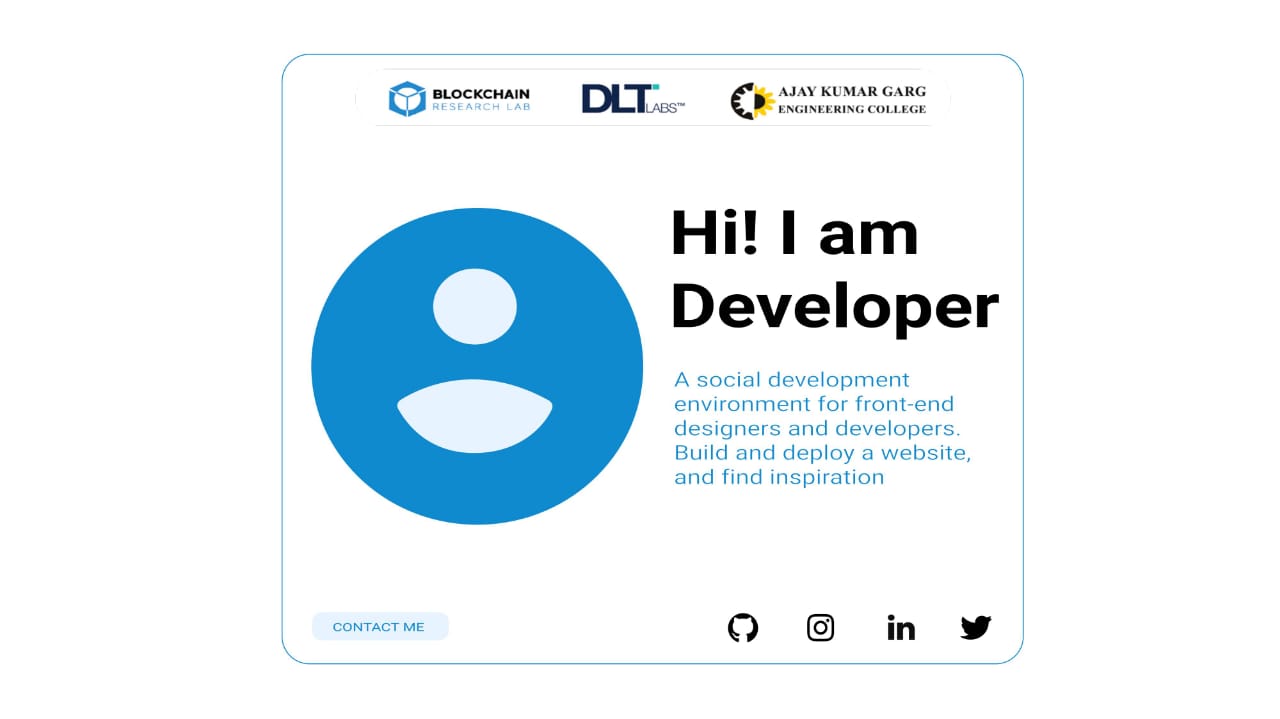 BLOCKCHAIN
RESEARCH LAB
DLT LABS™
AJAY KUMAR GARG
ENGINEERING COLLEGE
Hi! I am
Developer
A social development
environment for front-end
designers and developers.
Build and deploy a website,
and find inspiration
CONTACT ME
in